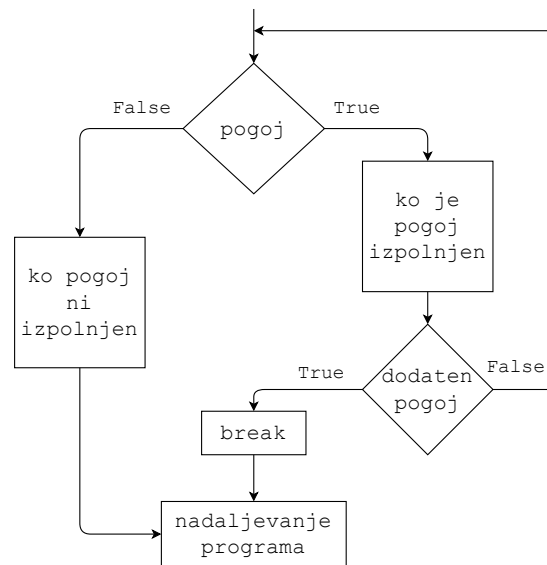 False
True
pogoj
ko je
pogoj
izpolnjen
ko pogoj
ni
izpolnjen
True
dodaten
pogoj
False
break
nadaljevanje
programa